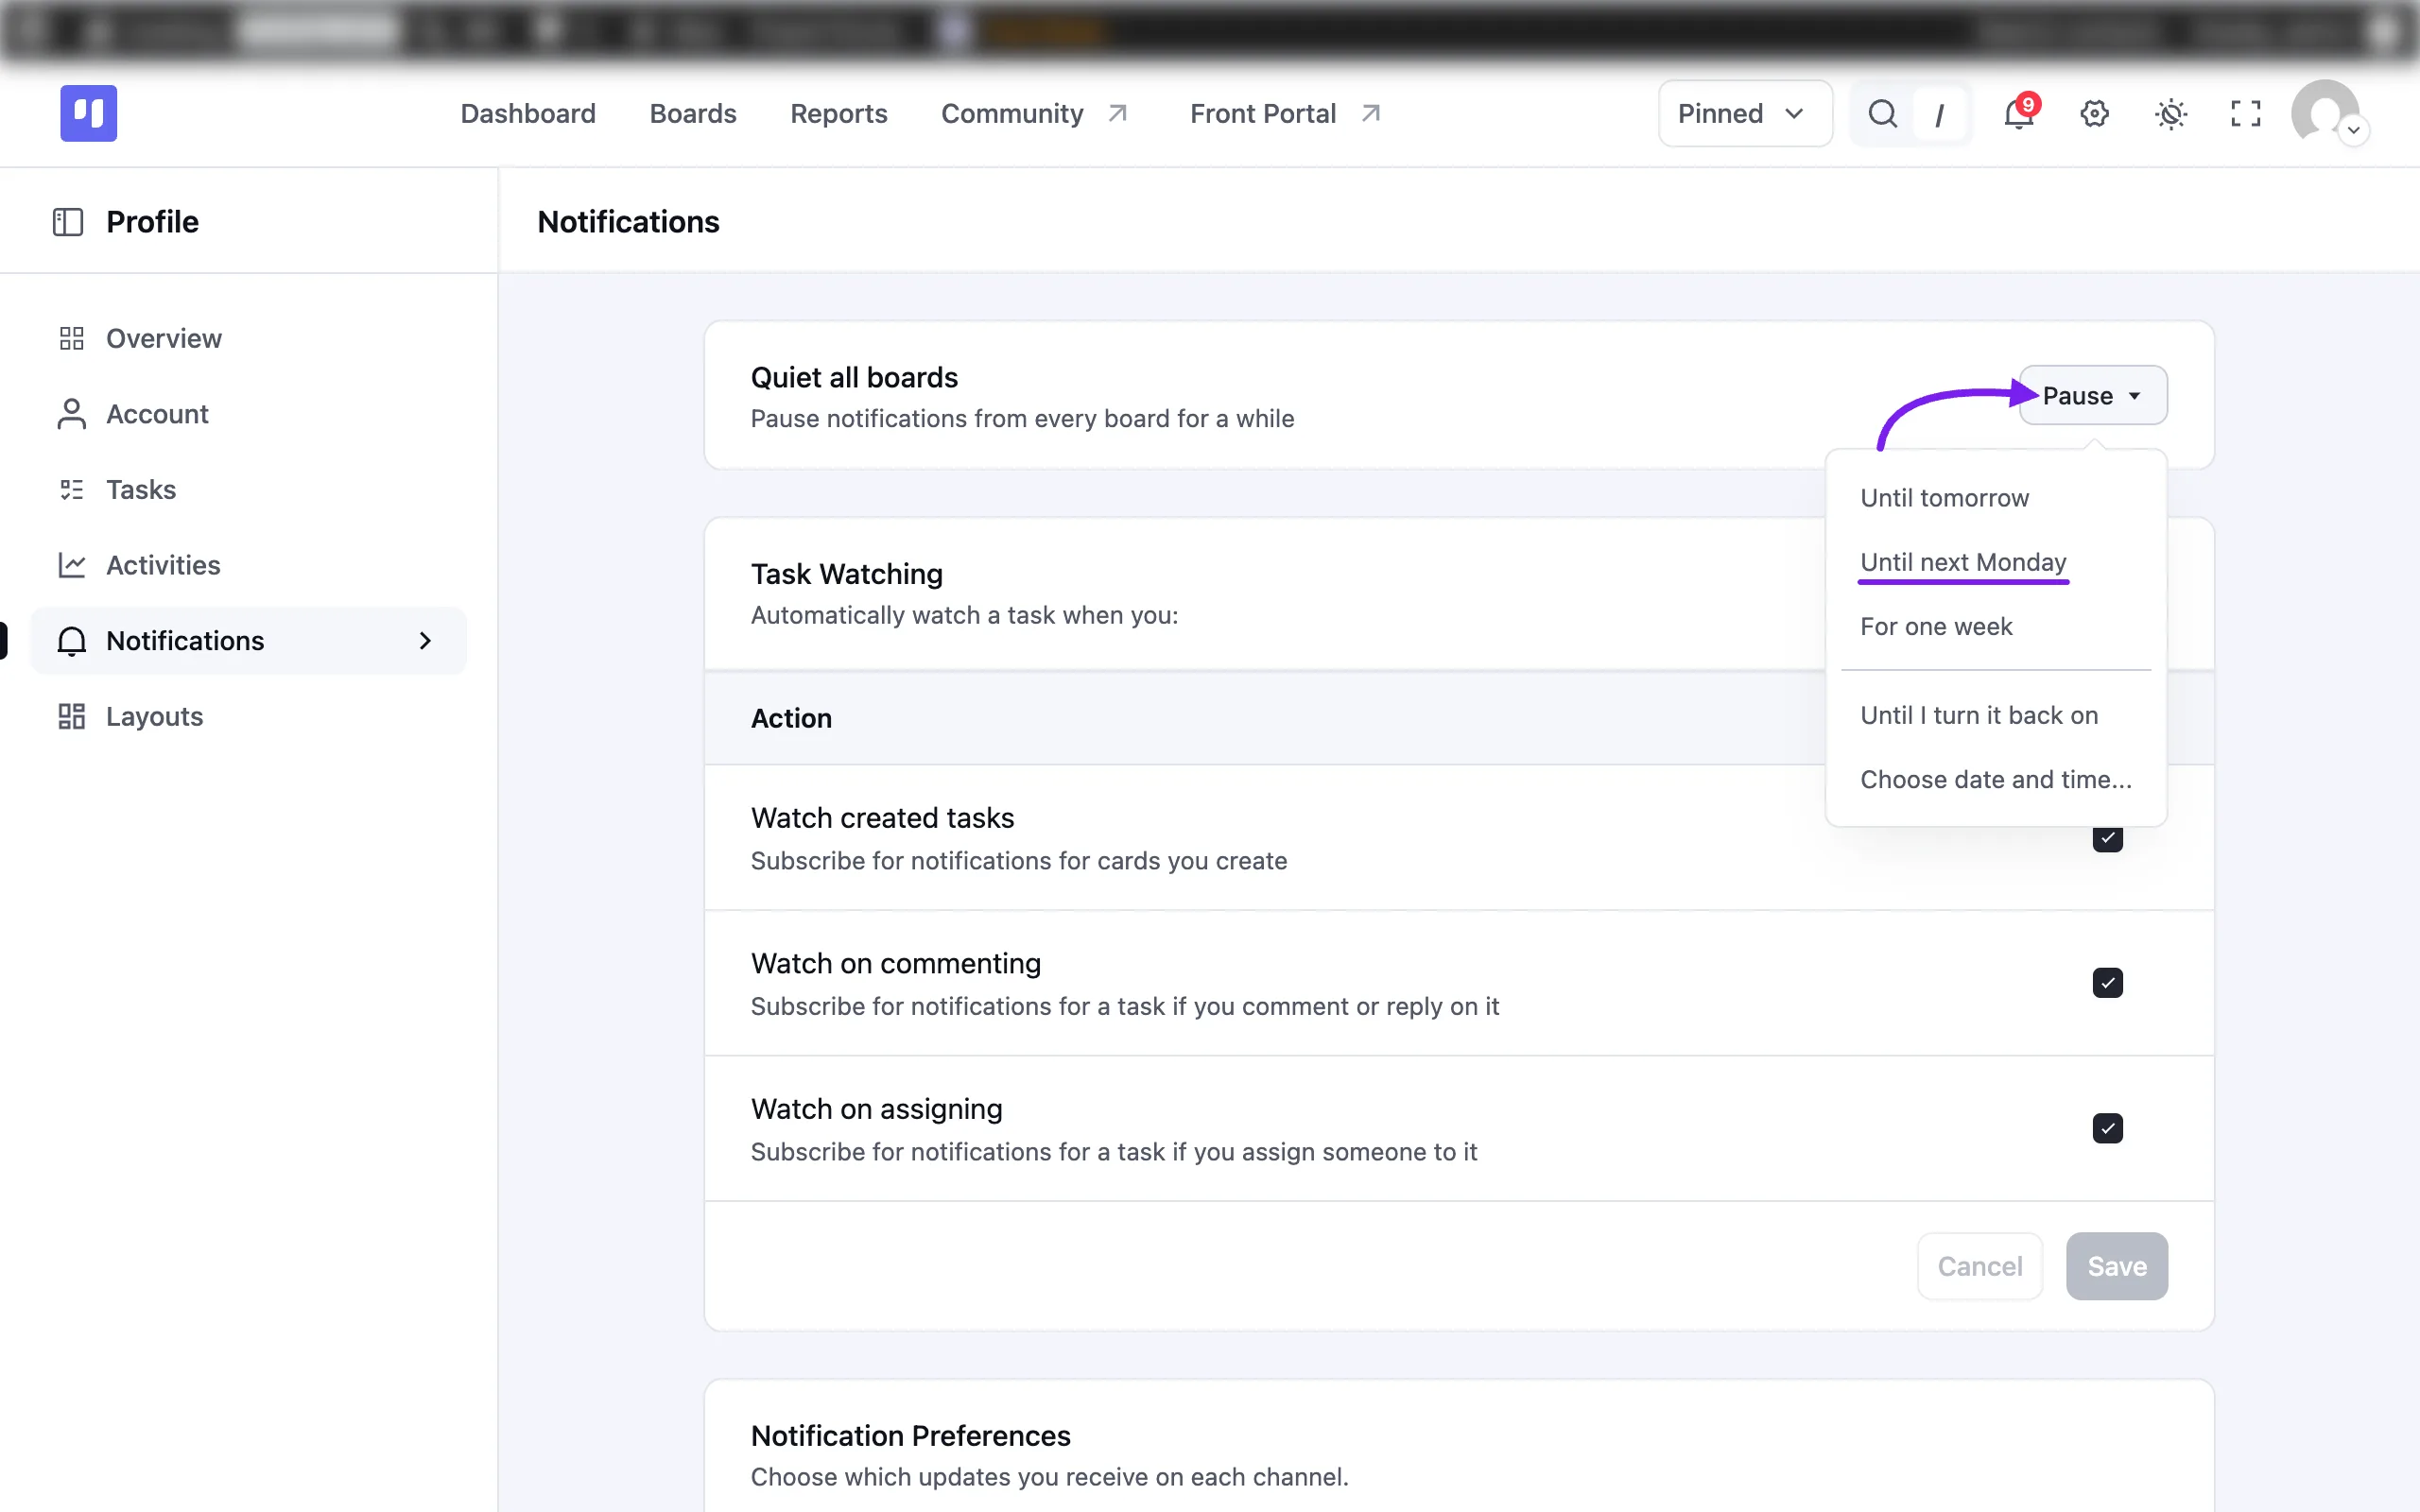 Dashboard
Boards
Reports
Community
Front Portal
Pinned
/
9
Profile
Notifications
Overview
Account
Tasks
Activities
Notifications
Layouts
Quiet all boards
Pause notifications from every board for a while
Pause
Until tomorrow
Until next Monday
For one week
Until I turn it back on
Choose date and time...
Task Watching
Automatically watch a task when you:
Action
Watch created tasks
Subscribe for notifications for cards you create
Watch on commenting
Subscribe for notifications for a task if you comment or reply on it
Watch on assigning
Subscribe for notifications for a task if you assign someone to it
Cancel
Save
Notification Preferences
Choose which updates you receive on each channel.